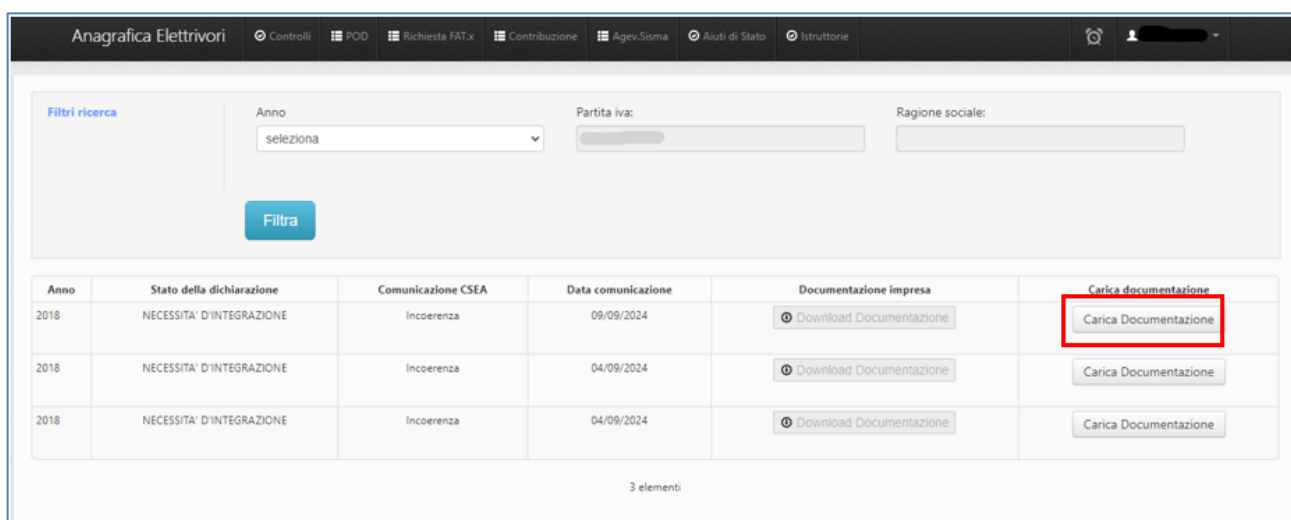 Anagrafica Elettrivori Controlli POD Richiesta FAT.x Contribuzione Agev.Sisma Aiuti di Stato Istruttorie
Filtri ricerca Anno Partita iva: Ragione sociale:
seleziona
Filtra
Anno Stato della dichiarazione Comunicazione CSEA Data comunicazione Documentazione impresa Carica documentazione
2018 NECESSITA' D'INTEGRAZIONE Incoerenza 09/09/2024 Download Documentazione Carica Documentazione
2018 NECESSITA' D'INTEGRAZIONE Incoerenza 04/09/2024 Download Documentazione Carica Documentazione
2018 NECESSITA' D'INTEGRAZIONE Incoerenza 04/09/2024 Download Documentazione Carica Documentazione
3 elementi